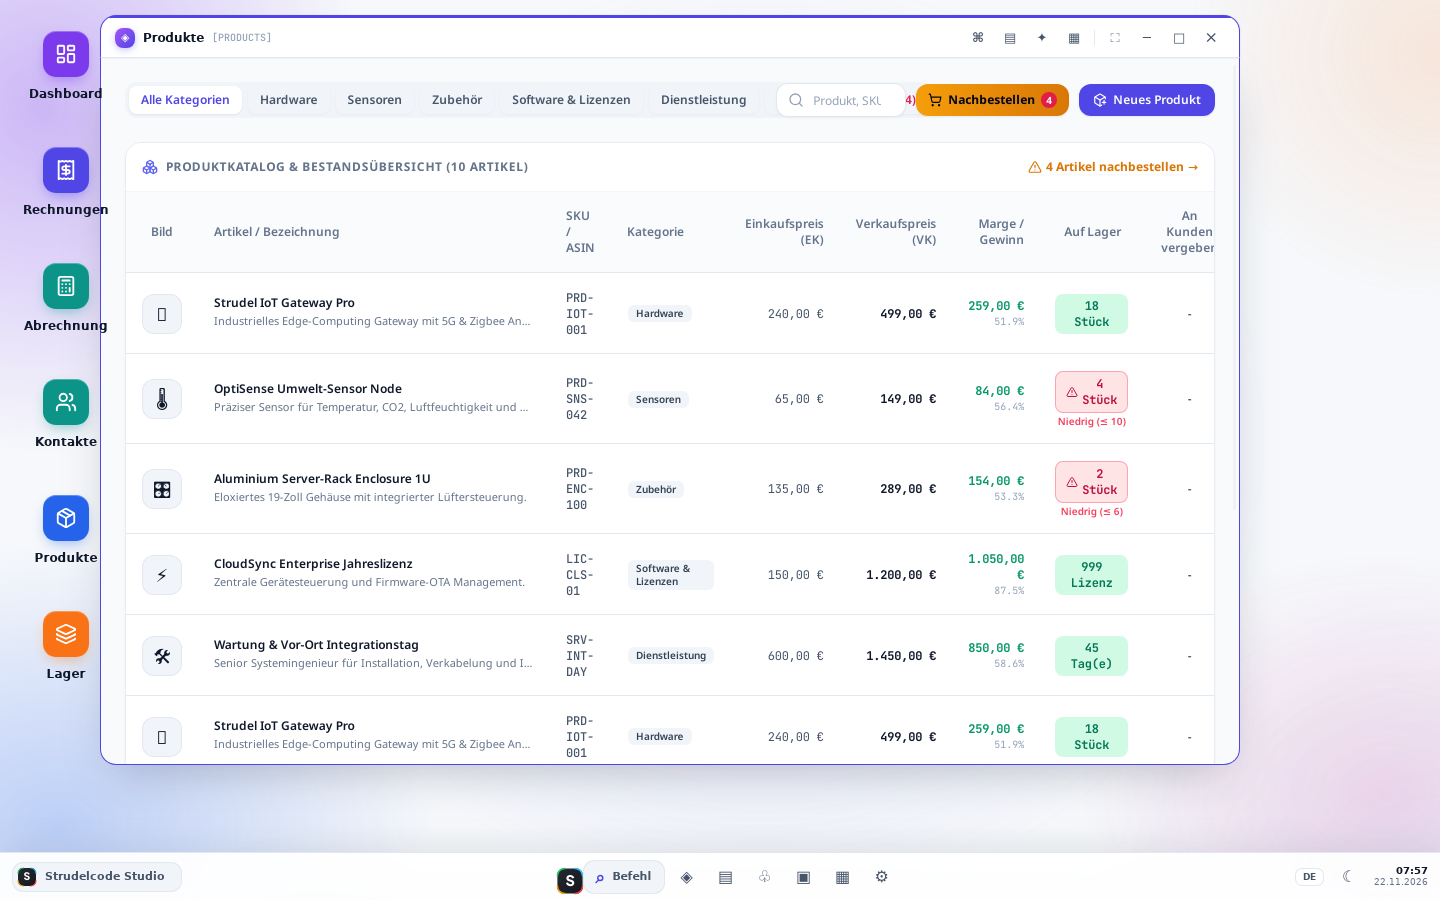 Dashboard
Rechnungen
Abrechnung
Kontakte
Produkte
Lager
Produkte [PRODUCTS]
Alle Kategorien Hardware Sensoren Zubehör Software & Lizenzen Dienstleistung Produkt, SKU 4) Nachbestellen 4 Neues Produkt
PRODUKTKATALOG & BESTANDSÜBERSICHT (10 ARTIKEL) 4 Artikel nachbestellen →
Bild Artikel / Bezeichnung SKU / ASIN Kategorie Einkaufspreis (EK) Verkaufspreis (VK) Marge / Gewinn Auf Lager An Kunden vergeben
Strudel IoT Gateway Pro
Industrielles Edge-Computing Gateway mit 5G & Zigbee An...
PRD-IOT-001 Hardware 240,00 € 499,00 € 259,00 € 51.9% 18 Stück -
OptiSense Umwelt-Sensor Node
Präziser Sensor für Temperatur, CO2, Luftfeuchtigkeit und ...
PRD-SNS-042 Sensoren 65,00 € 149,00 € 84,00 € 56.4% 4 Stück Niedrig (≤ 10) -
Aluminium Server-Rack Enclosure 1U
Eloxiertes 19-Zoll Gehäuse mit integrierter Lüftersteuerung.
PRD-ENC-100 Zubehör 135,00 € 289,00 € 154,00 € 53.3% 2 Stück Niedrig (≤ 6) -
CloudSync Enterprise Jahreslizenz
Zentrale Gerätesteuerung und Firmware-OTA Management.
LIC-CLS-01 Software & Lizenzen 150,00 € 1.200,00 € 1.050,00 € 87.5% 999 Lizenz -
Wartung & Vor-Ort Integrationstag
Senior Systemingenieur für Installation, Verkabelung und I...
SRV-INT-DAY Dienstleistung 600,00 € 1.450,00 € 850,00 € 58.6% 45 Tag(e) -
Strudel IoT Gateway Pro
Industrielles Edge-Computing Gateway mit 5G & Zigbee An...
PRD-IOT-001 Hardware 240,00 € 499,00 € 259,00 € 51.9% 18 Stück -
S Strudelcode Studio
S Befehl
DE 07:57
22.11.2026